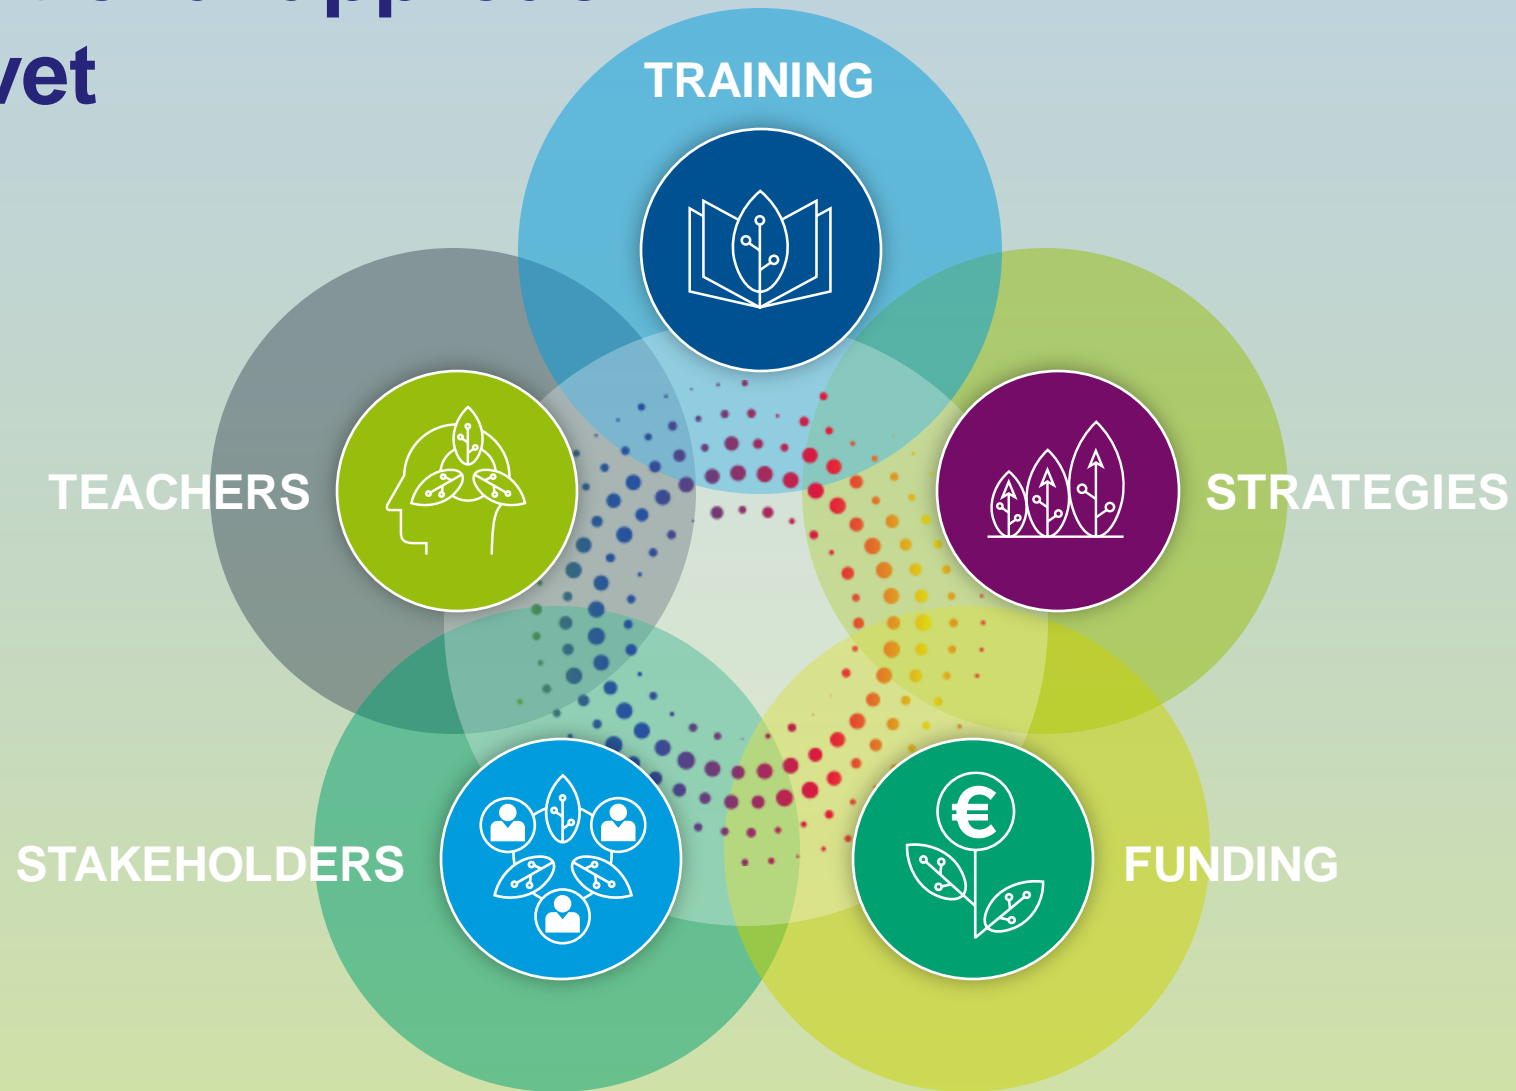 vet
TRAINING
TEACHERS
STRATEGIES
€
STAKEHOLDERS
FUNDING